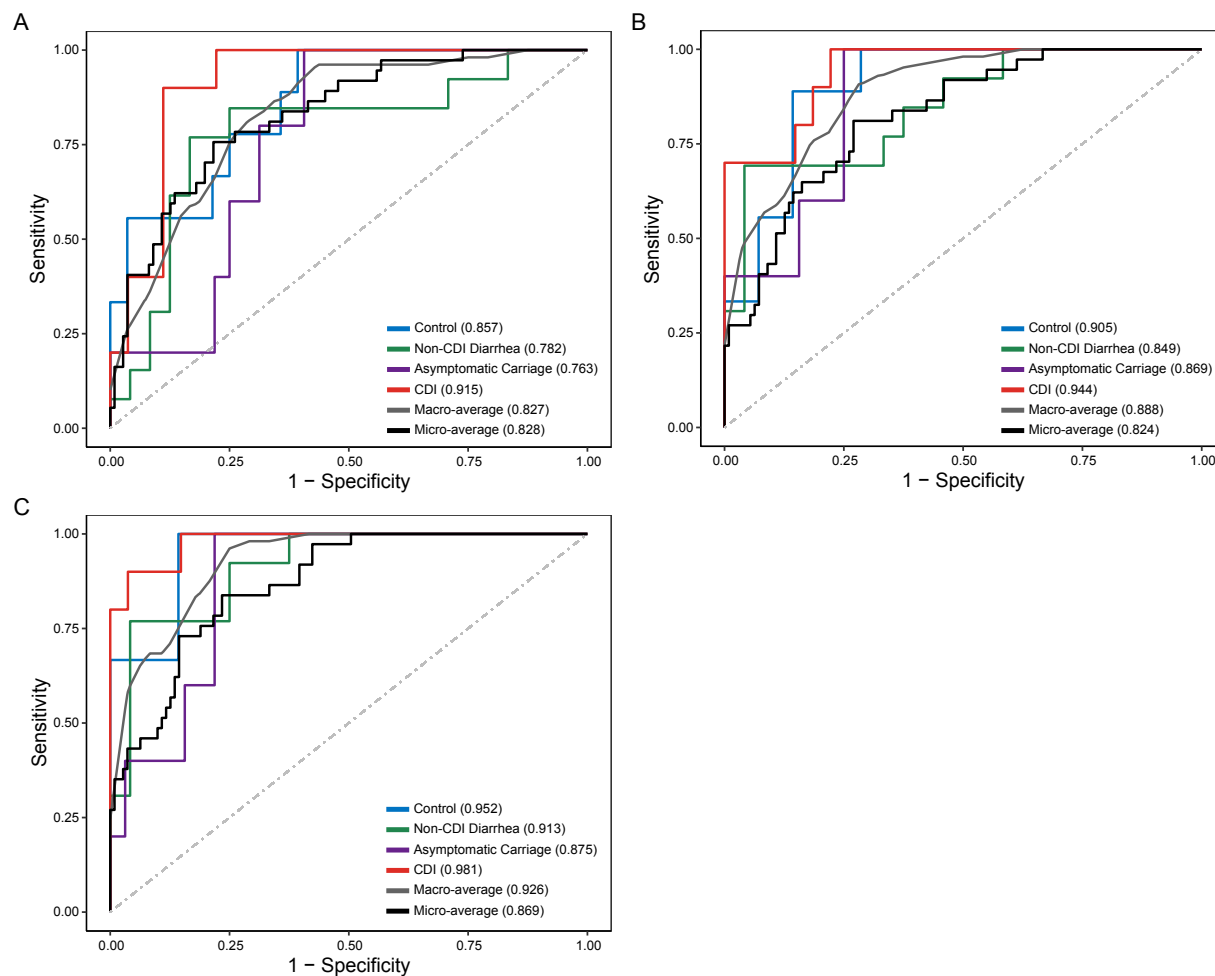 A
1.00
0.75
0.50
0.25
0.00
Sensitivity
Control (0.857)
Non-CDI Diarrhea (0.782)
Asymptomatic Carriage (0.763)
CDI (0.915)
Macro-average (0.827)
Micro-average (0.828)
0.00 0.25 0.50 0.75 1.00
1 − Specificity
B
1.00
0.75
0.50
0.25
0.00
Sensitivity
Control (0.905)
Non-CDI Diarrhea (0.849)
Asymptomatic Carriage (0.869)
CDI (0.944)
Macro-average (0.888)
Micro-average (0.824)
0.00 0.25 0.50 0.75 1.00
1 − Specificity
C
1.00
0.75
0.50
0.25
0.00
Sensitivity
Control (0.952)
Non-CDI Diarrhea (0.913)
Asymptomatic Carriage (0.875)
CDI (0.981)
Macro-average (0.926)
Micro-average (0.869)
0.00 0.25 0.50 0.75 1.00
1 − Specificity